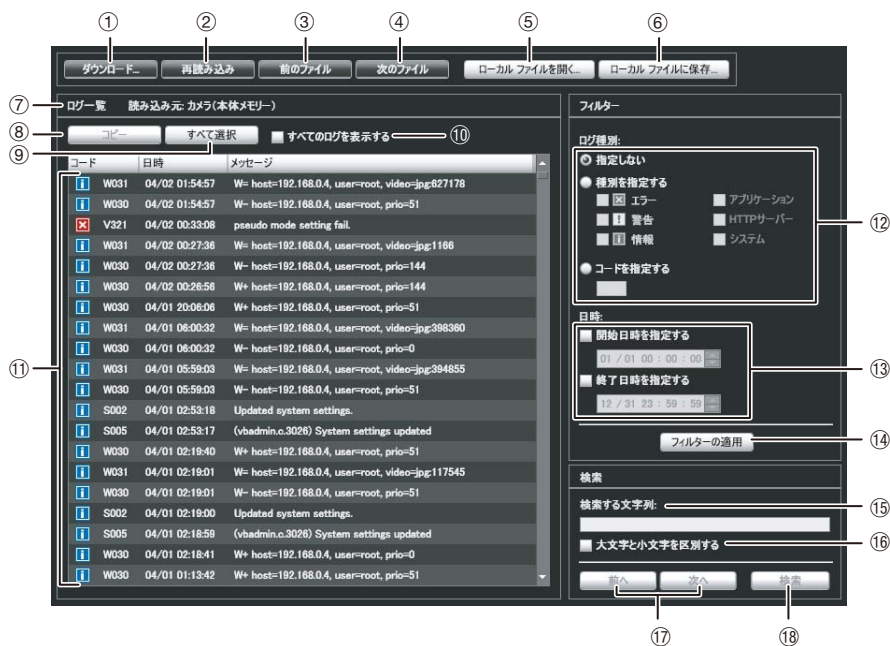 ① ② ③ ④ ⑤ ⑥
ダウンロード... 再読み込み 前のファイル 次のファイル ローカル ファイルを開く... ローカル ファイルに保存...
⑦ ログ一覧 読み込み元: カメラ(本体メモリー)
⑧ コピー すべて選択 すべてのログを表示する ⑩
⑨
コード 日時 メッセージ
W031 04/02 01:54:57 W= host=192.168.0.4, user=root, video=jpg:627178
W030 04/02 01:54:57 W- host=192.168.0.4, user=root, prio=51
V321 04/02 00:33:08 pseudo mode setting fail.
W031 04/02 00:27:36 W= host=192.168.0.4, user=root, video=jpg:1166
W030 04/02 00:27:36 W- host=192.168.0.4, user=root, prio=144
W030 04/02 00:26:56 W+ host=192.168.0.4, user=root, prio=144
W030 04/01 20:06:06 W+ host=192.168.0.4, user=root, prio=51
W031 04/01 06:00:32 W= host=192.168.0.4, user=root, video=jpg:398360
W030 04/01 06:00:32 W- host=192.168.0.4, user=root, prio=0
⑪ W031 04/01 05:59:03 W= host=192.168.0.4, user=root, video=jpg:394855
W030 04/01 05:59:03 W- host=192.168.0.4, user=root, prio=51
S002 04/01 02:53:18 Updated system settings.
S005 04/01 02:53:17 (vbadmin.c.3026) System settings updated
W030 04/01 02:19:40 W+ host=192.168.0.4, user=root, prio=51
W031 04/01 02:19:01 W= host=192.168.0.4, user=root, video=jpg:117545
W030 04/01 02:19:01 W- host=192.168.0.4, user=root, prio=51
S002 04/01 02:19:00 Updated system settings.
S005 04/01 02:18:59 (vbadmin.c.3026) System settings updated
W030 04/01 02:18:41 W+ host=192.168.0.4, user=root, prio=0
W030 04/01 01:13:42 W+ host=192.168.0.4, user=root, prio=51
フィルター
ログ種別:
指定しない
種別を指定する
エラー アプリケーション
警告 HTTPサーバー ⑫
情報 システム
コードを指定する
日時:
開始日時を指定する
01 / 01 00 : 00 : 00 ⑬
終了日時を指定する
12 / 31 23 : 59 : 59
フィルターの適用 ⑭
検索
検索する文字列: ⑮
大文字と小文字を区別する ⑯
前へ 次へ 検索
⑰ ⑱